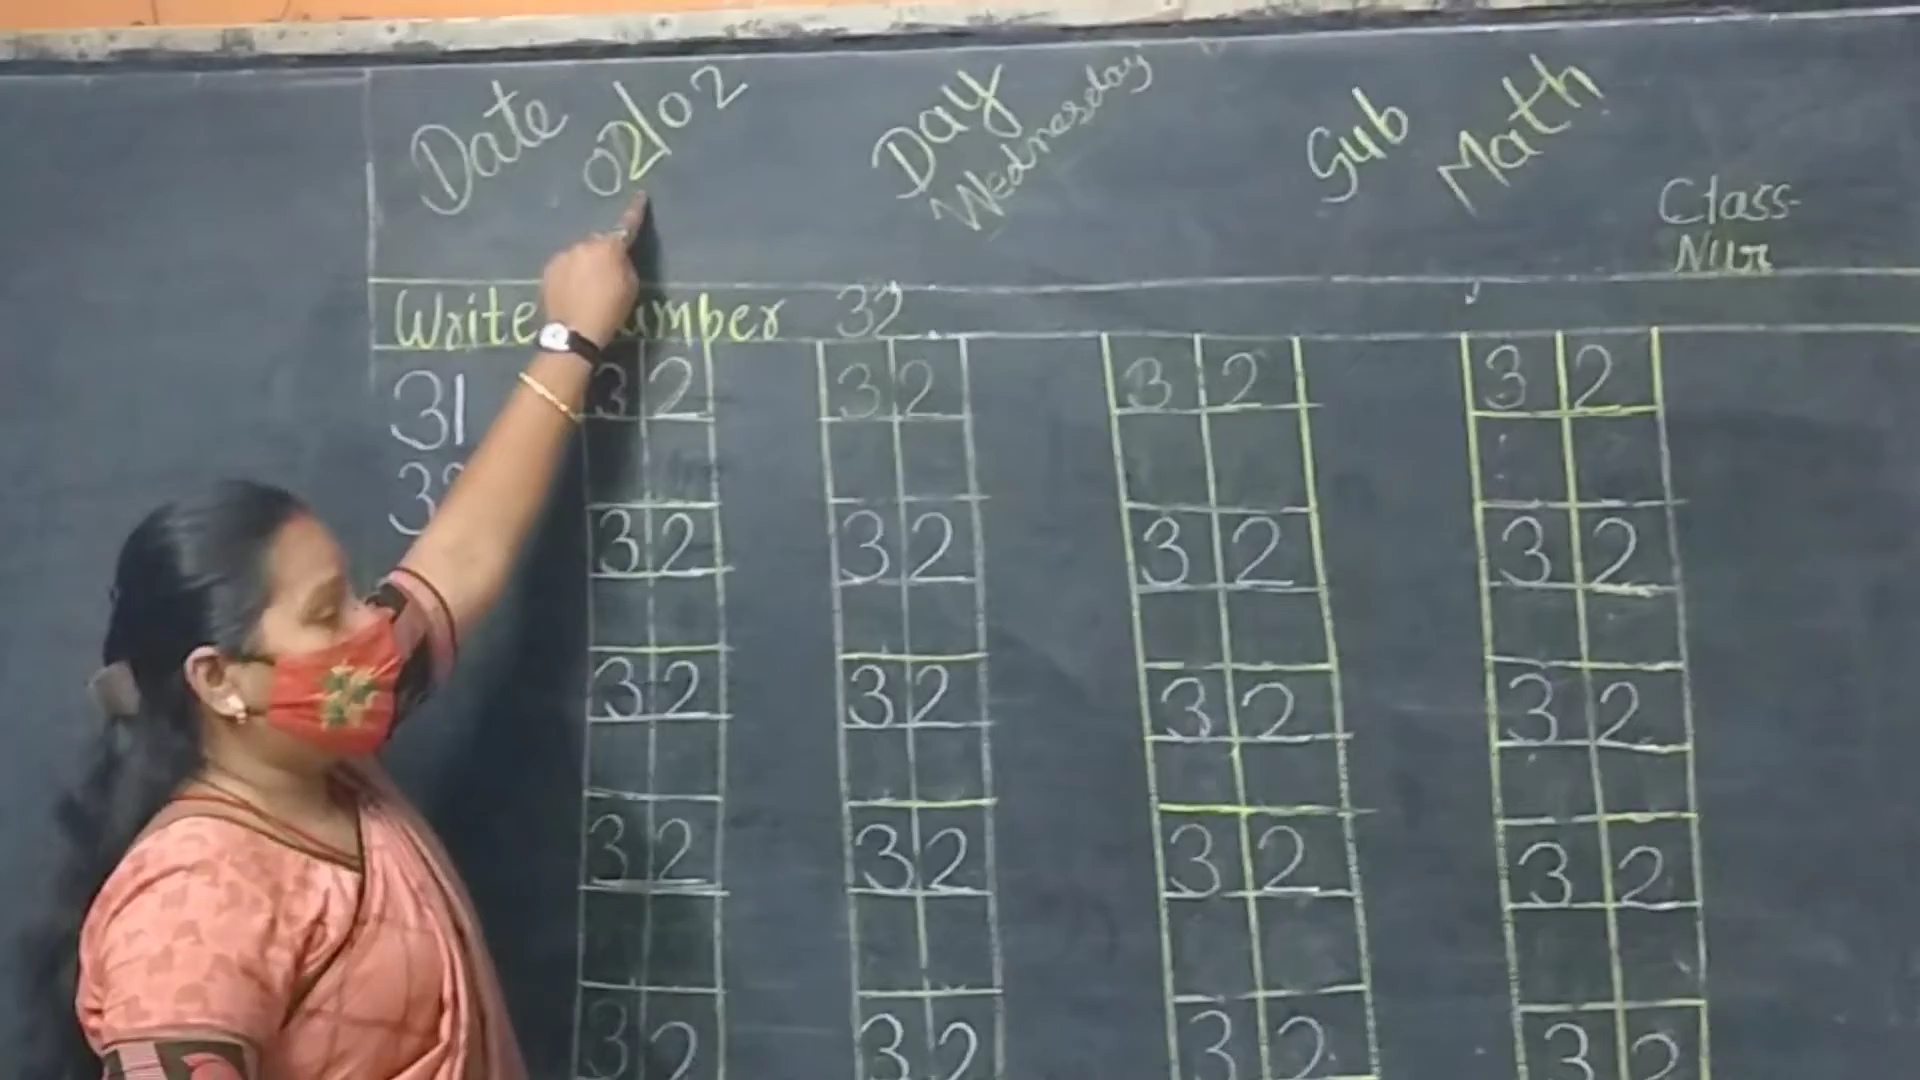 Date 02/02 Day Wednesday Sub Math
Class-
Nur
Write number 32
31 32 32 32 32
32 32 32 32
32 32 32 32
32 32 32 32
32 32 32 32